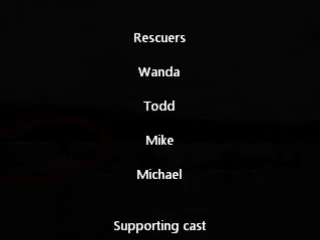 Rescuers
Wanda
Todd
Mike
Michael
Supporting cast